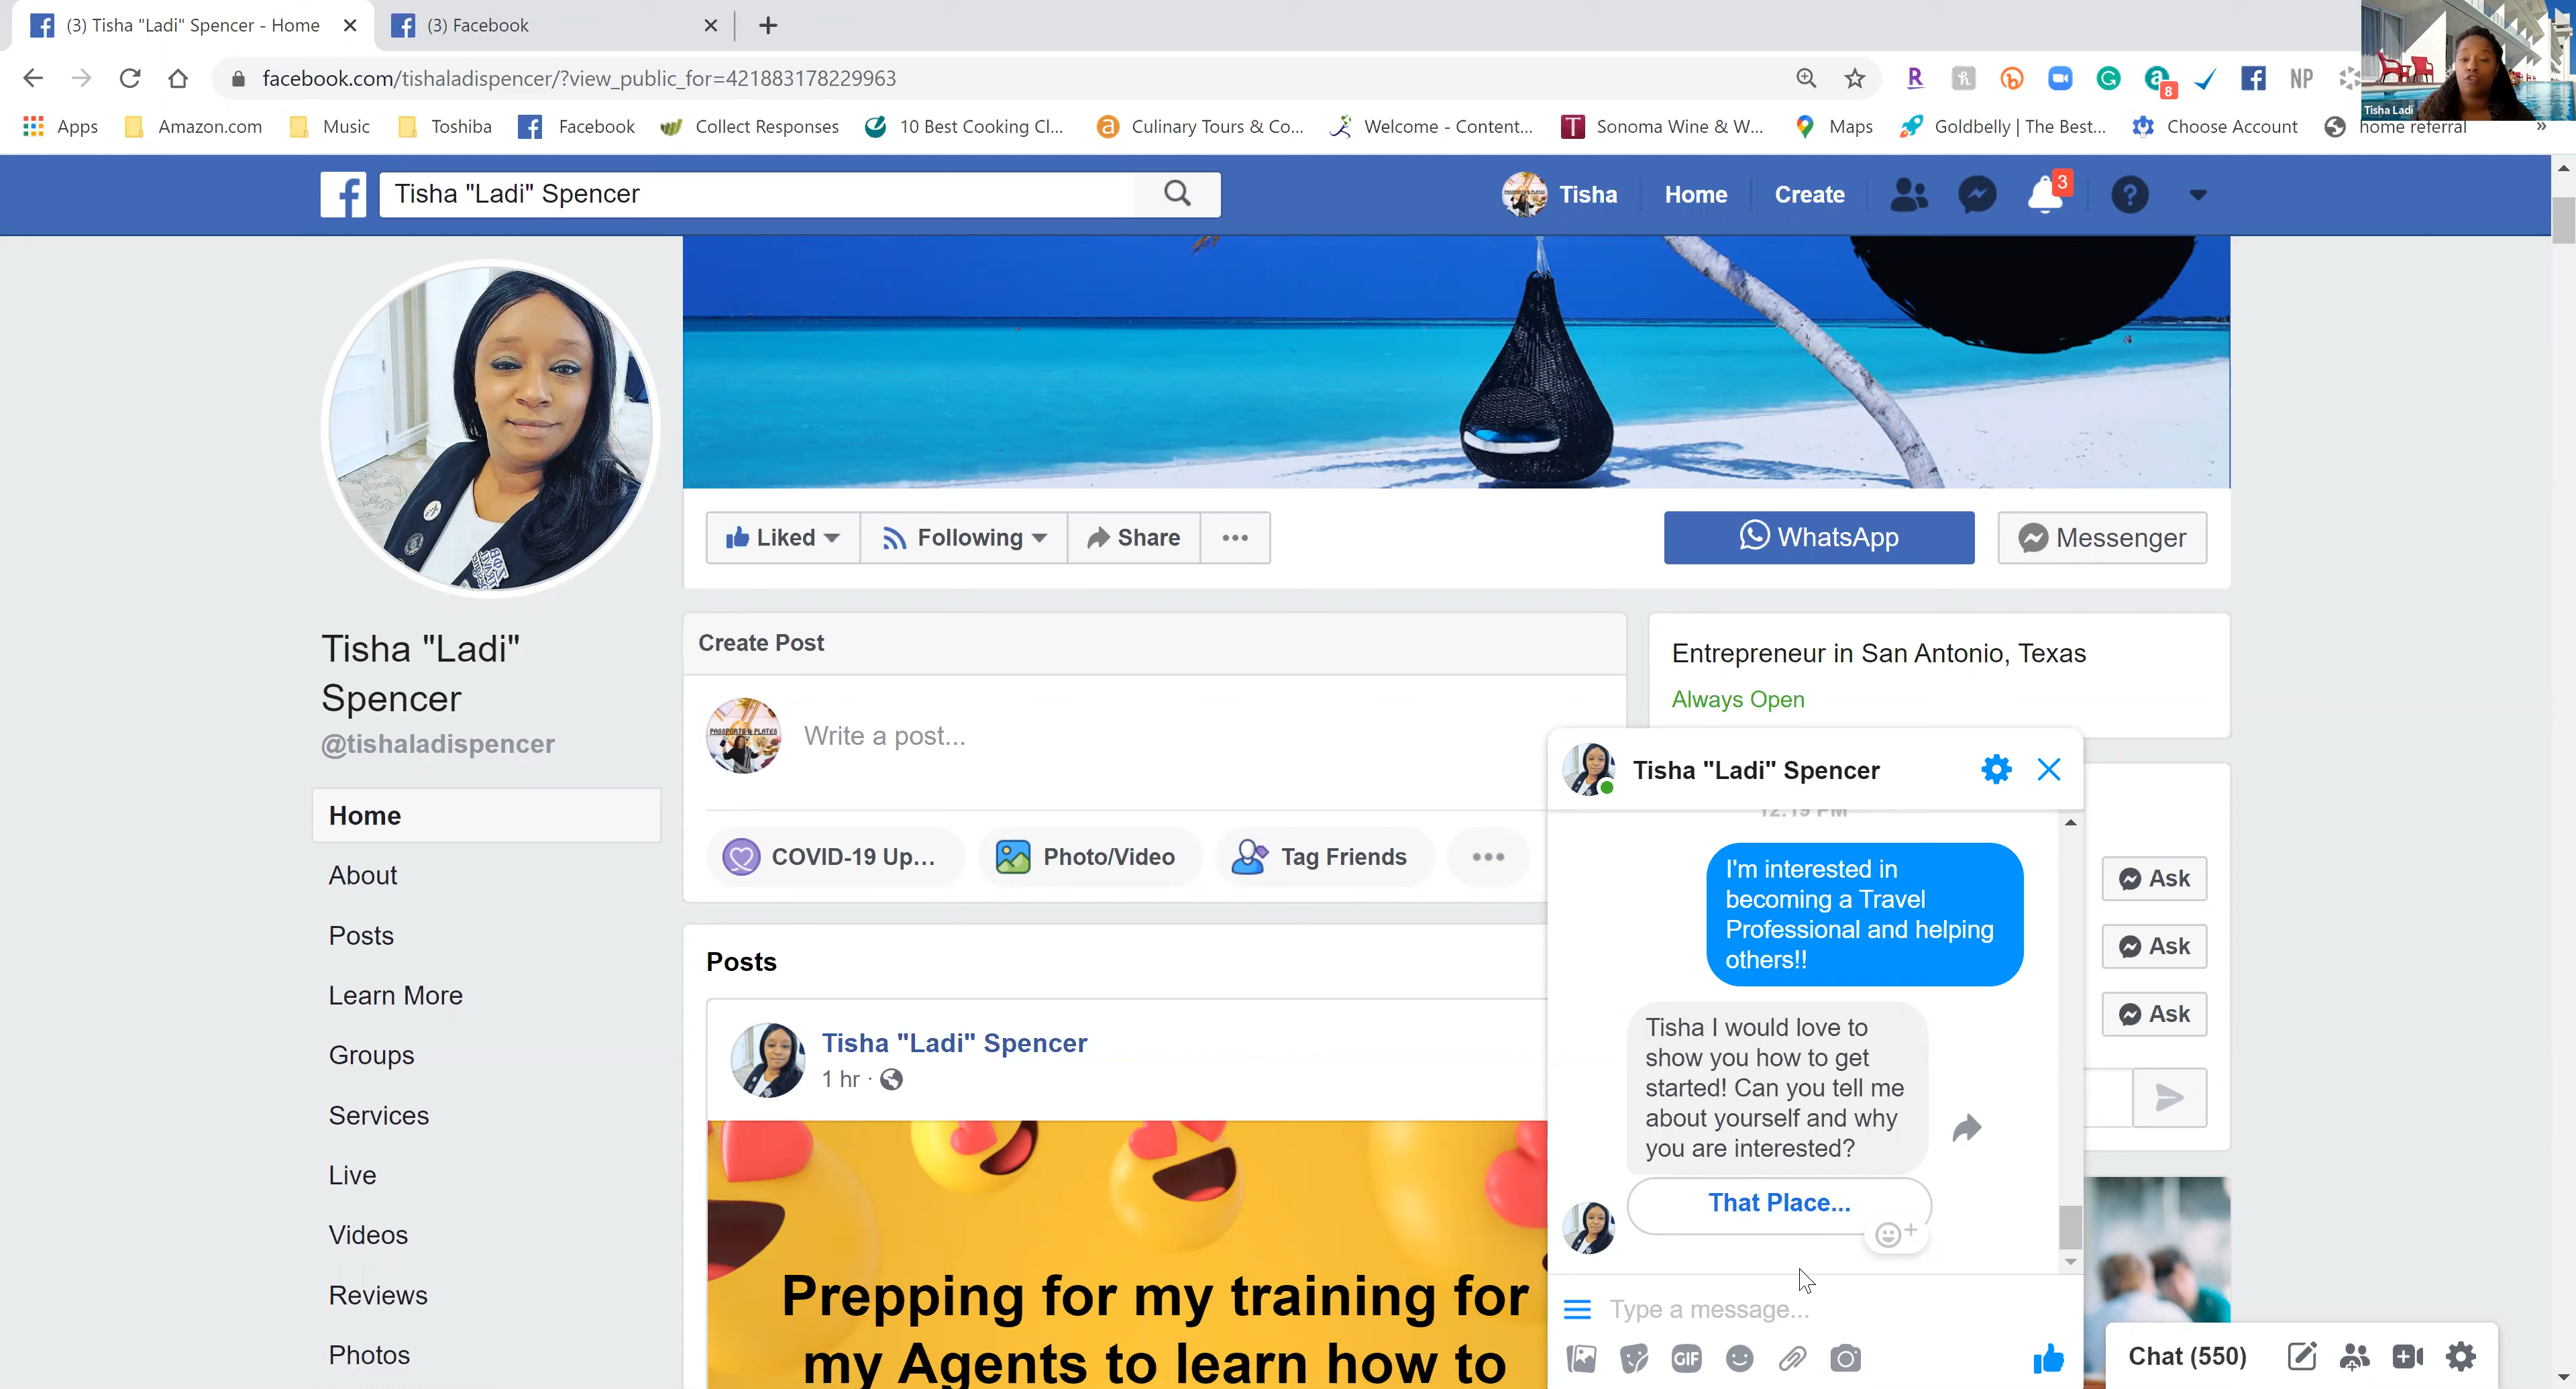 (3) Tisha "Ladi" Spencer - Home
(3) Facebook
facebook.com/tishaladispencer/?view_public_for=421883178229963
8
NP
Tisha Ladi
Apps
Amazon.com
Music
Toshiba
Facebook
Collect Responses
10 Best Cooking Cl...
Culinary Tours & Co...
Welcome - Content...
Sonoma Wine & W...
Maps
Goldbelly | The Best...
Choose Account
home referral
»
Tisha "Ladi" Spencer
Tisha
Home
Create
3
Liked
Following
Share
WhatsApp
Messenger
Tisha "Ladi"
Spencer
@tishaladispencer
Home
About
Posts
Learn More
Groups
Services
Live
Videos
Reviews
Photos
Create Post
PASSPORTS & PLATES
Write a post...
COVID-19 Up...
Photo/Video
Tag Friends
Posts
Tisha "Ladi" Spencer
1 hr ·
Prepping for my training for
my Agents to learn how to
Entrepreneur in San Antonio, Texas
Always Open
Ask
Ask
Ask
Tisha "Ladi" Spencer
12:19 PM
I'm interested in
becoming a Travel
Professional and helping
others!!
Tisha I would love to
show you how to get
started! Can you tell me
about yourself and why
you are interested?
That Place...
Type a message...
GIF
Chat (550)